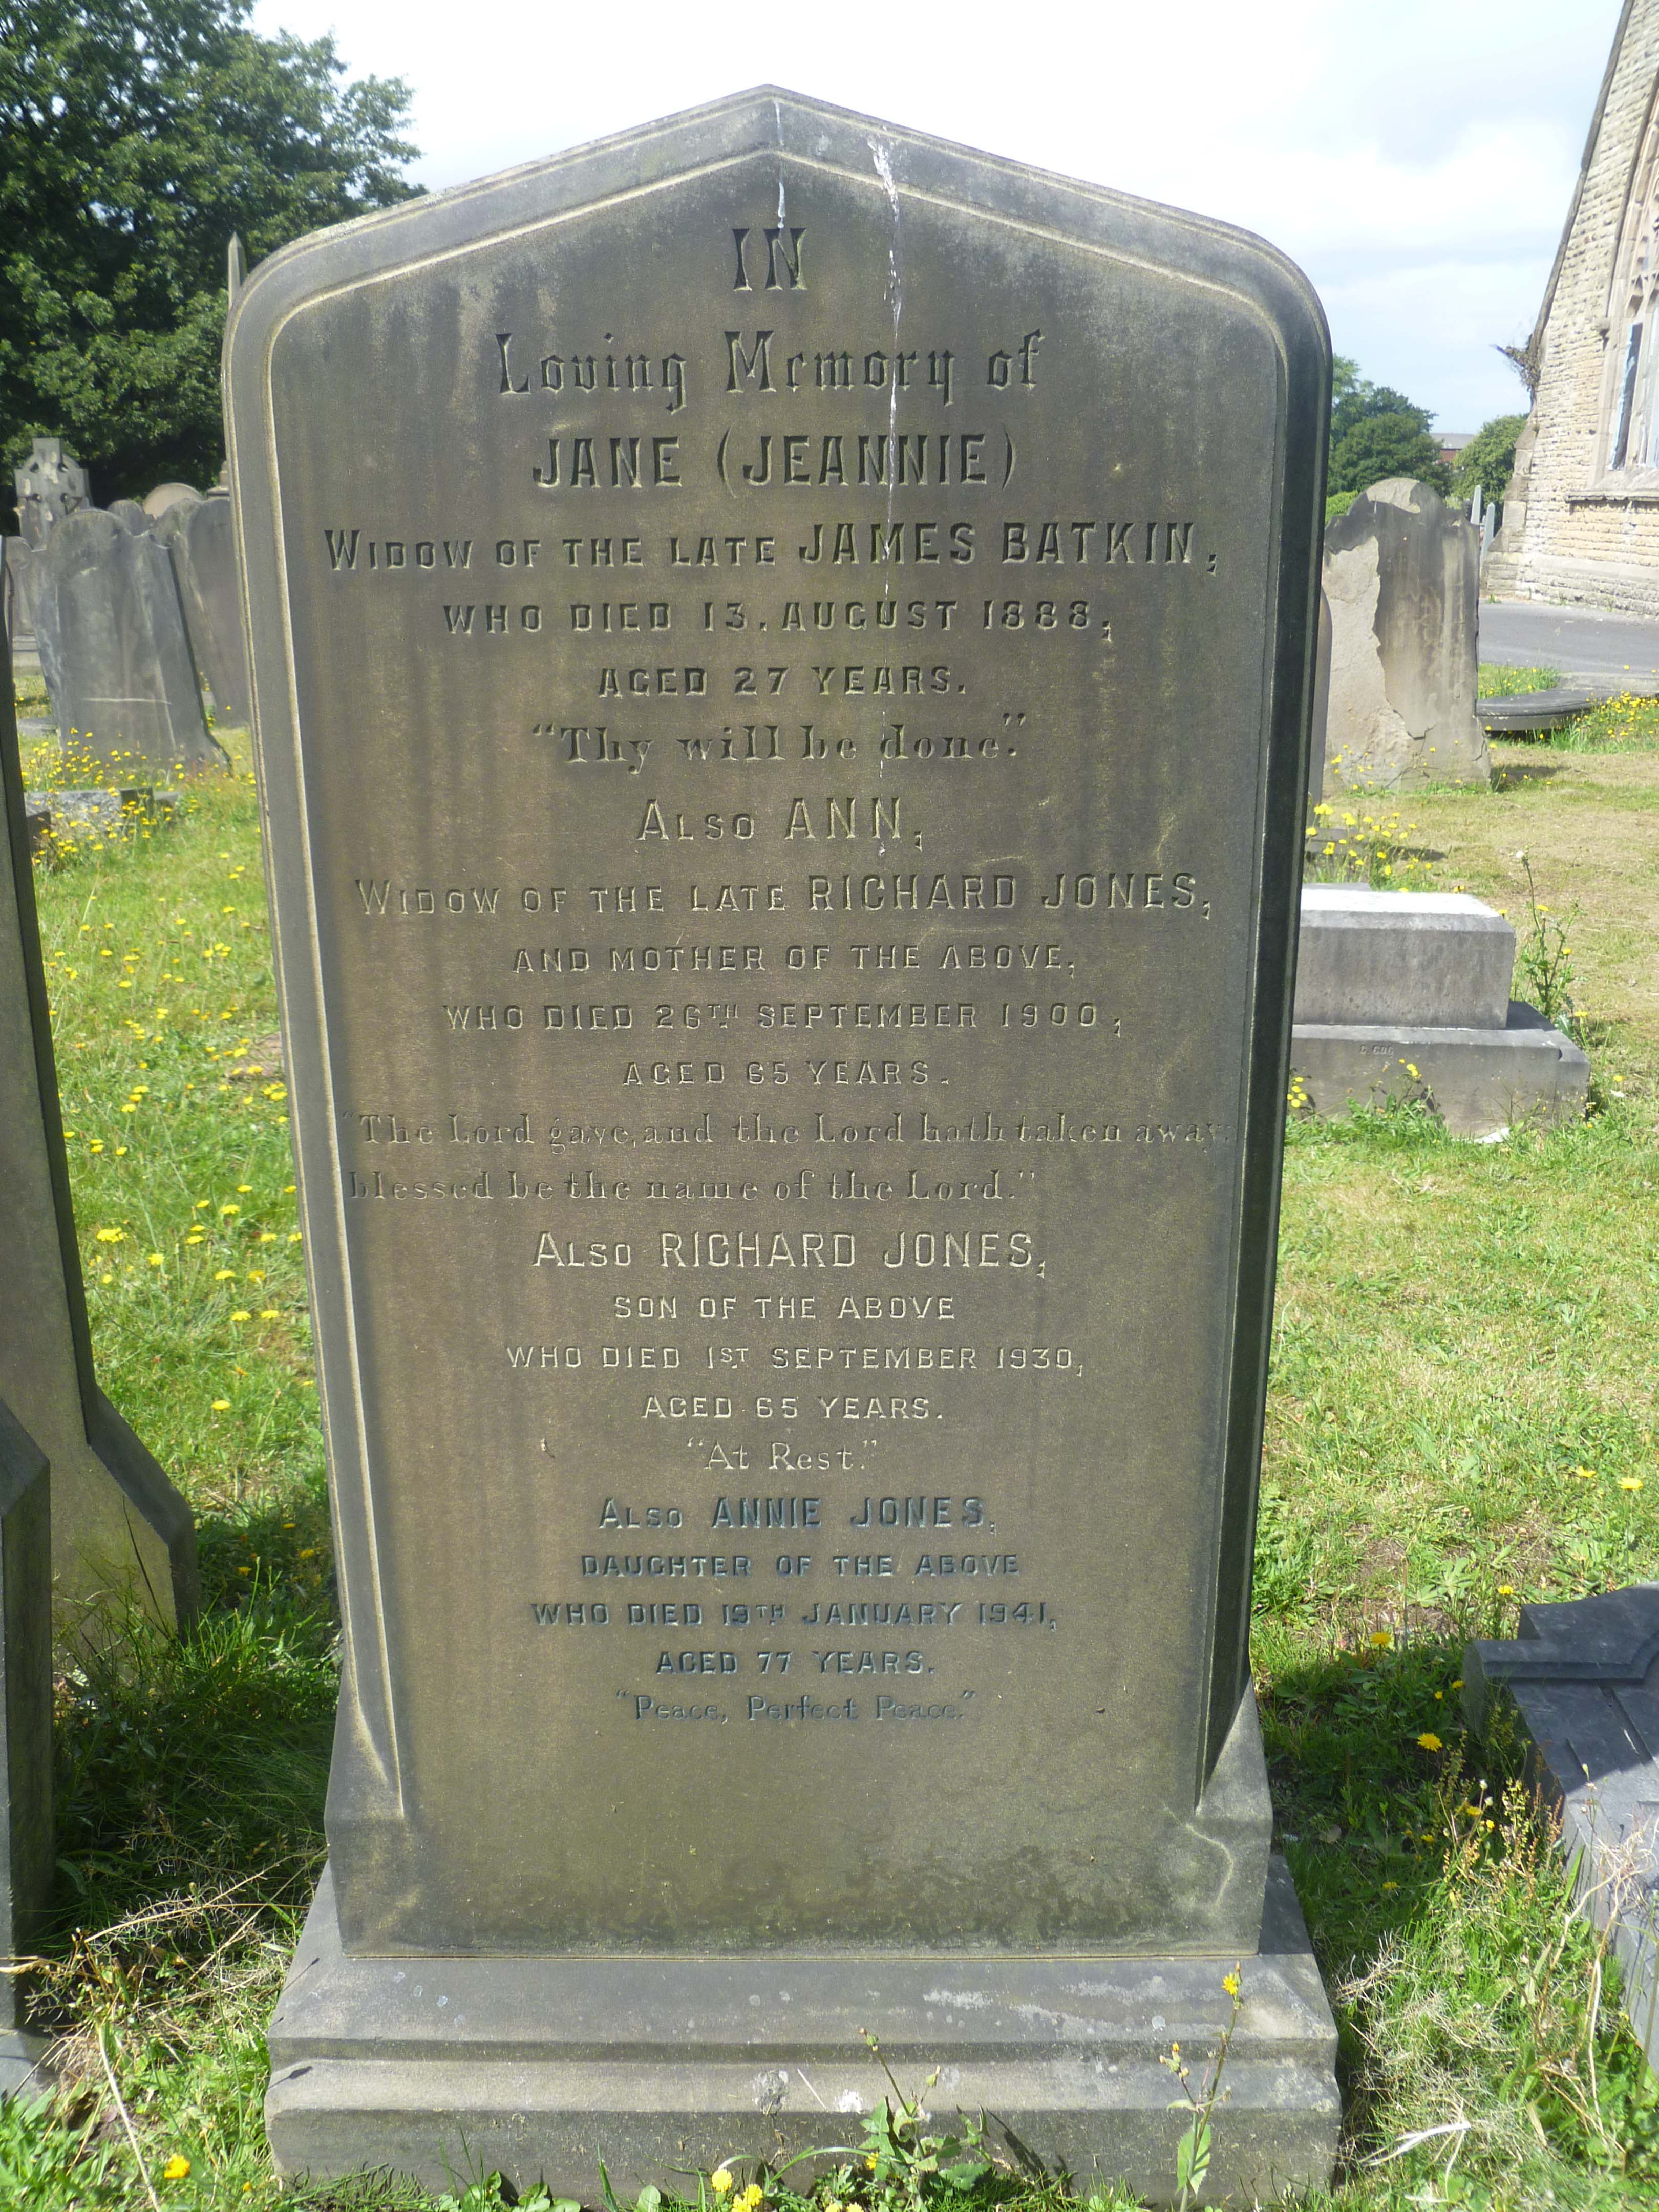 IN
Loving Memory of
JANE (JEANNIE)
WIDOW OF THE LATE JAMES BATKIN,
WHO DIED 13. AUGUST 1888,
AGED 27 YEARS.
"Thy will be done."
ALSO ANN,
WIDOW OF THE LATE RICHARD JONES,
AND MOTHER OF THE ABOVE,
WHO DIED 26TH SEPTEMBER 1900,
AGED 65 YEARS.
"The Lord gave, and the Lord hath taken away,
blessed be the name of the Lord."
ALSO RICHARD JONES,
SON OF THE ABOVE
WHO DIED 1ST SEPTEMBER 1930,
AGED 65 YEARS.
"At Rest."
ALSO ANNIE JONES,
DAUGHTER OF THE ABOVE
WHO DIED 19TH JANUARY 1941,
AGED 77 YEARS.
"Peace, Perfect Peace."